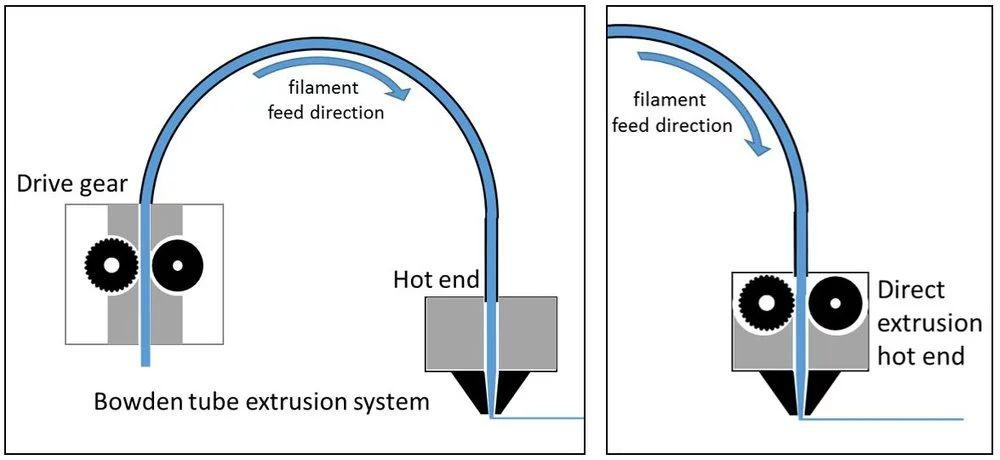 filament
feed direction
Drive gear
Hot end
Bowden tube extrusion system
filament
feed direction
Direct
extrusion
hot end